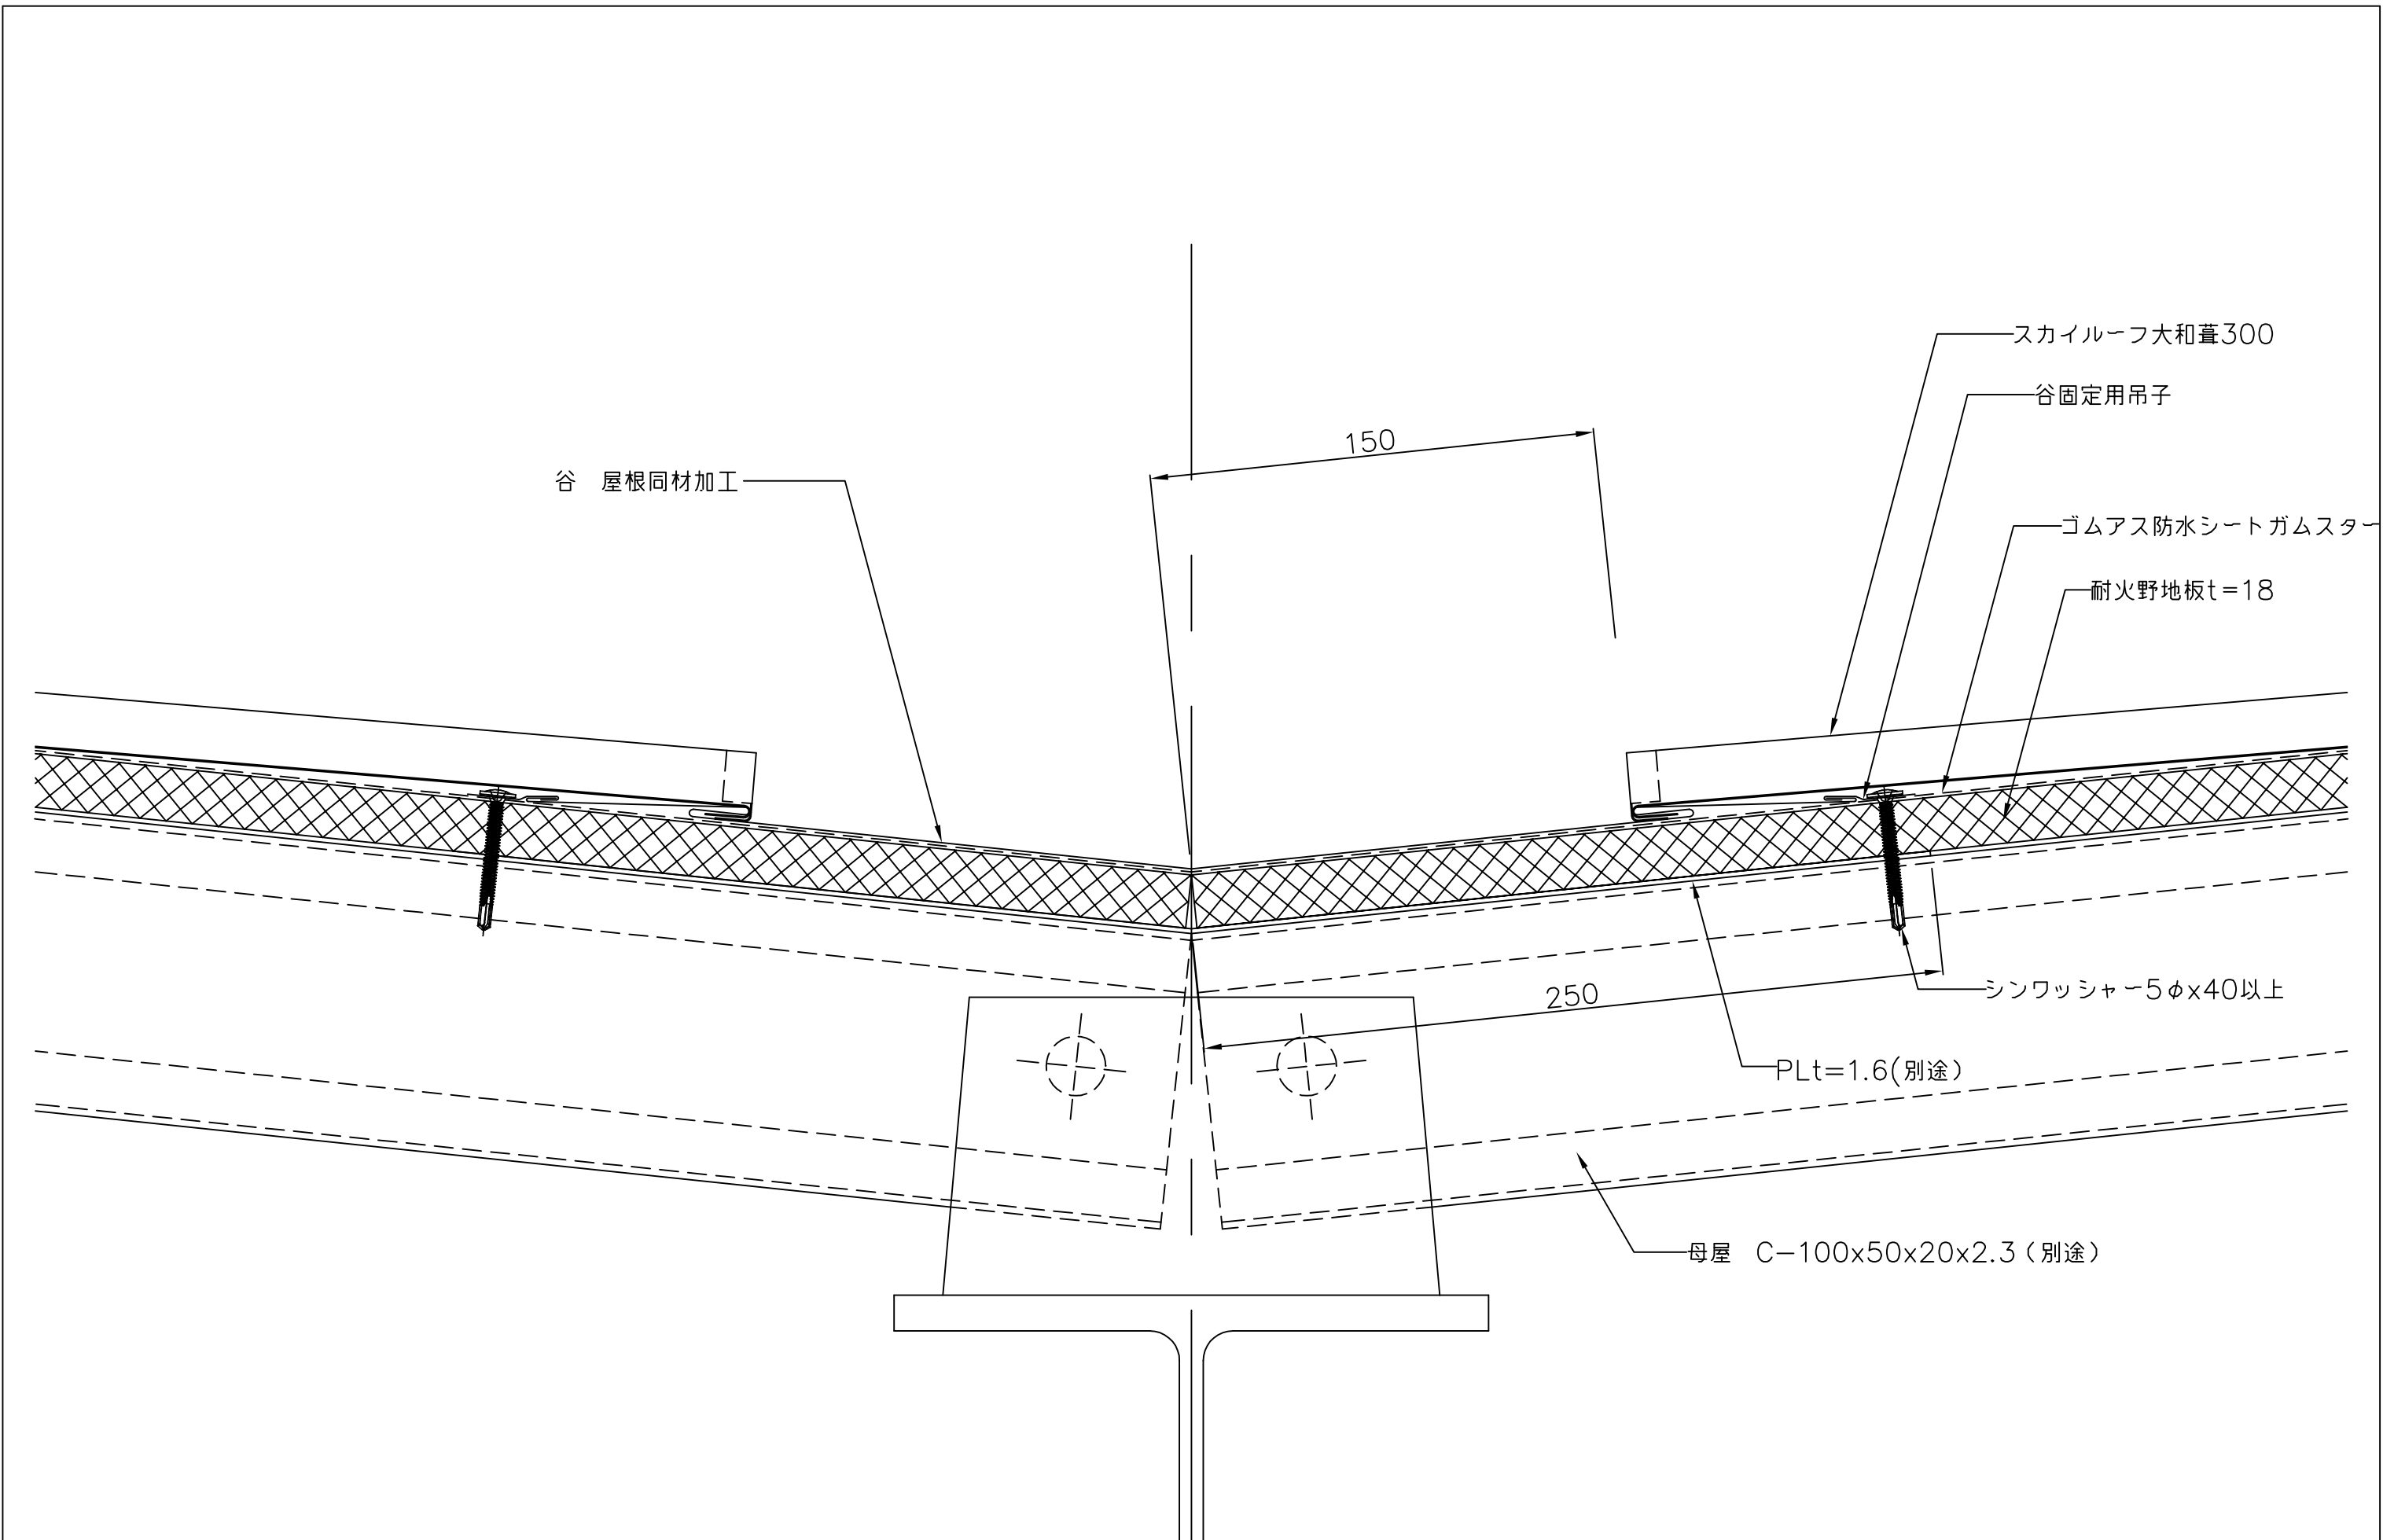 スカイルーフ大和葺300
谷固定用吊子
150
谷　屋根同材加工
ゴムアス防水シートガムスター
耐火野地板t=18
シンワッシャー5φx40以上
250
PLt=1.6(別途)
母屋　C-100x50x20x2.3(別途)